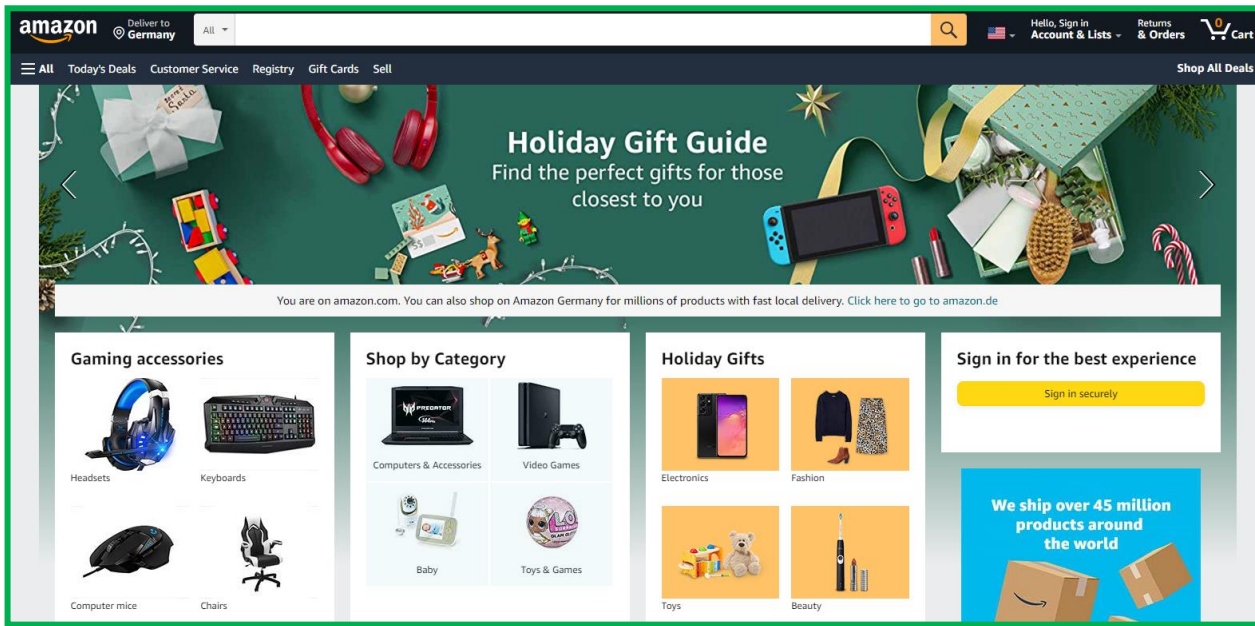 amazon
Deliver to
Germany
All
Hello, Sign in
Account & Lists
Returns
& Orders
0
Cart
All
Today's Deals
Customer Service
Registry
Gift Cards
Sell
Shop All Deals
Secret
Santa
Holiday Gift Guide
Find the perfect gifts for those
closest to you
You are on amazon.com. You can also shop on Amazon Germany for millions of products with fast local delivery. Click here to go to amazon.de
Gaming accessories
Headsets
Keyboards
Computer mice
Chairs
Shop by Category
PREDATOR
Computers & Accessories
Video Games
Baby
Toys & Games
Holiday Gifts
Electronics
Fashion
Toys
Beauty
Sign in for the best experience
Sign in securely
We ship over 45 million
products around
the world